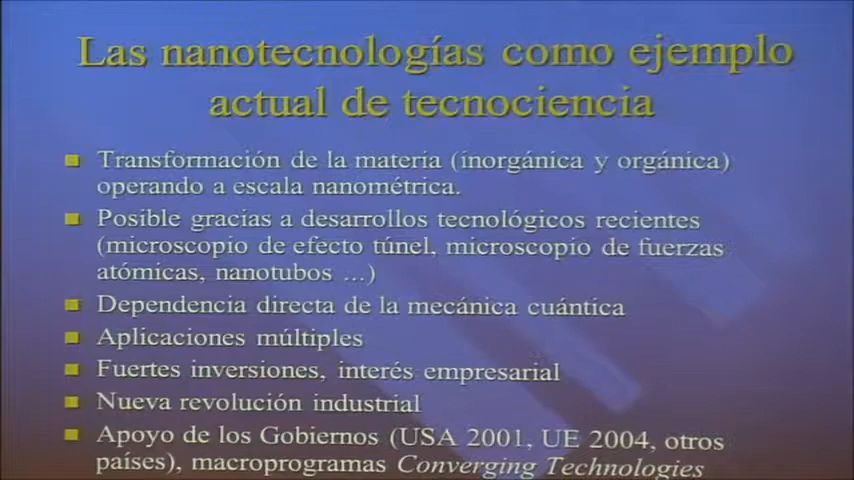 Las nanotecnologías como ejemplo
actual de tecnociencia
Transformación de la materia (inorgánica y orgánica)
operando a escala nanométrica.
Posible gracias a desarrollos tecnológicos recientes
(microscopio de efecto túnel, microscopio de fuerzas
atómicas, nanotubos ...)
Dependencia directa de la mecánica cuántica
Aplicaciones múltiples
Fuertes inversiones, interés empresarial
Nueva revolución industrial
Apoyo de los Gobiernos (USA 2001, UE 2004, otros
países), macroprogramas Converging Technologies